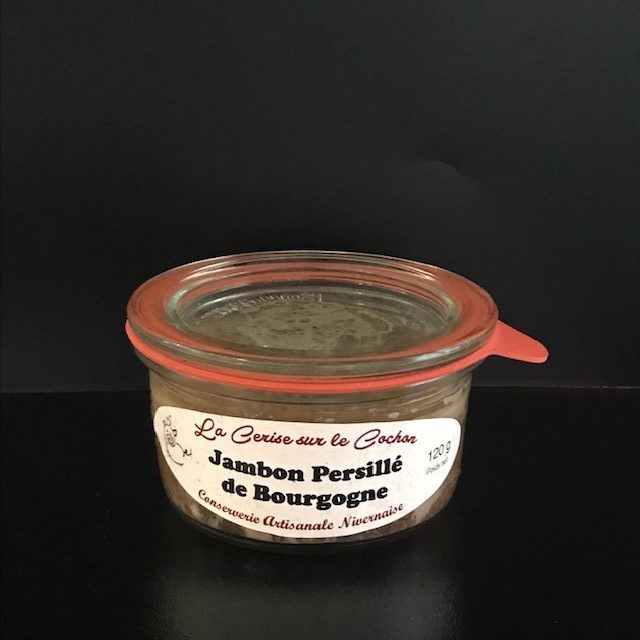 La Cerise sur le Cochon
Jambon Persillé
de Bourgogne
120 g
Poids net
Conserverie Artisanale Nivernaise